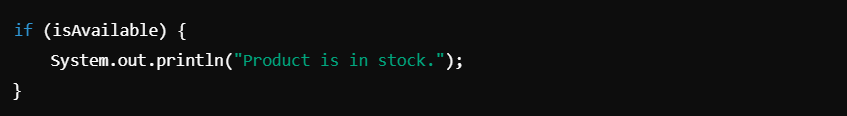 if (isAvailable) {
    System.out.println("Product is in stock.");
}